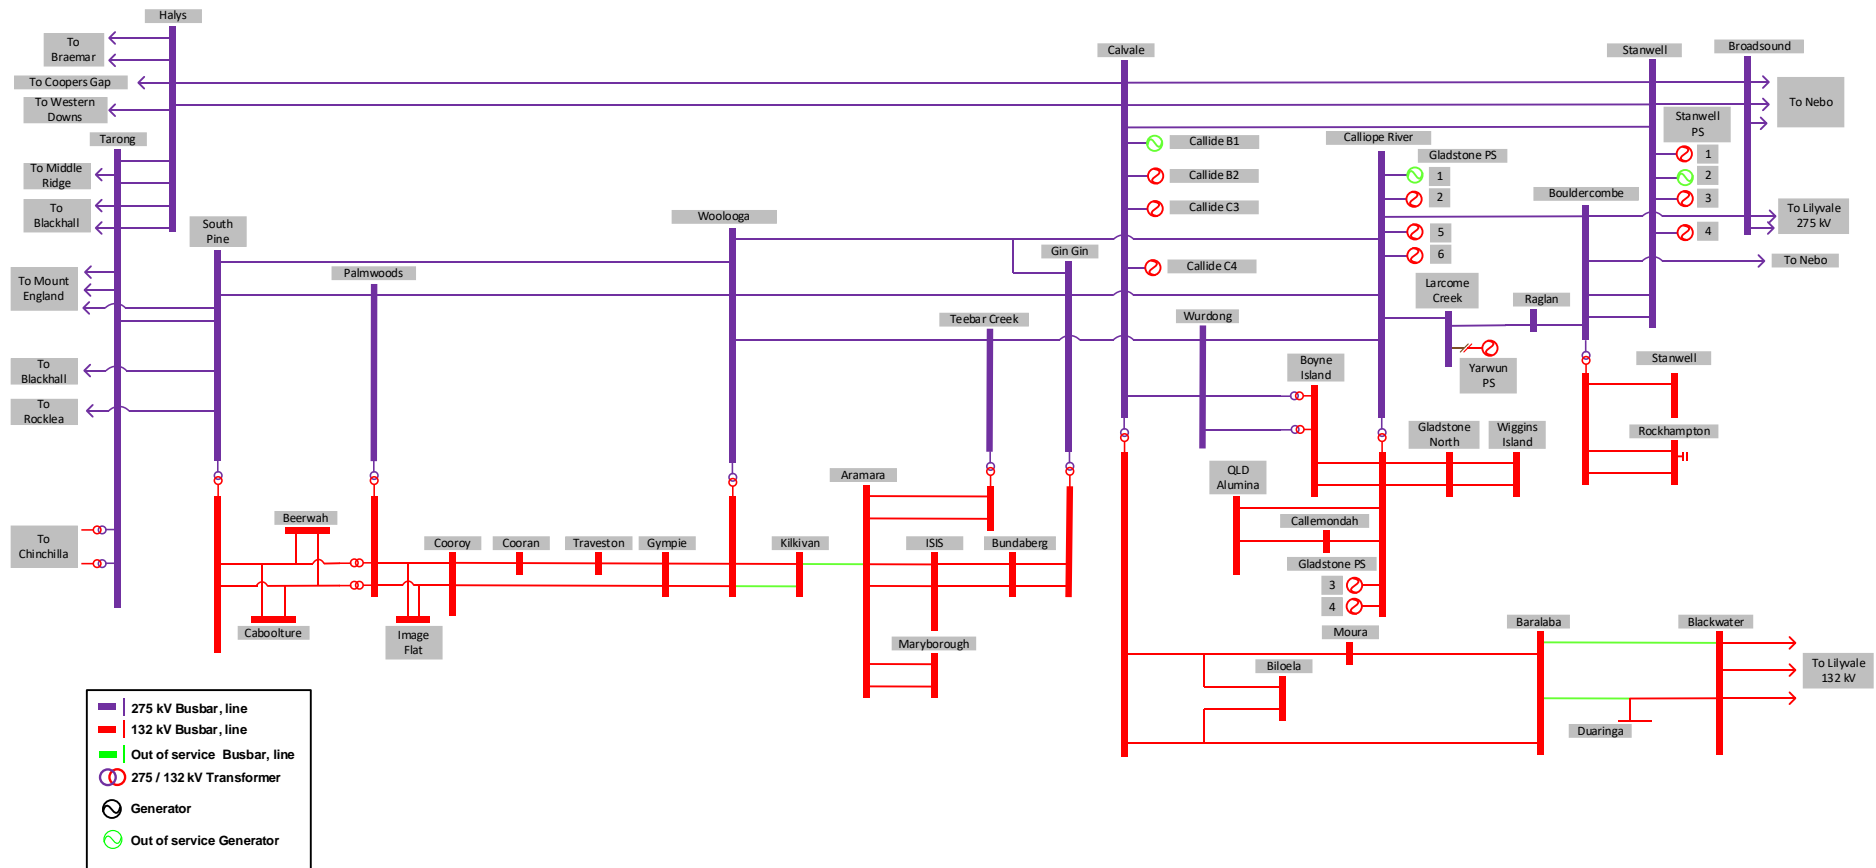 Halys
To
Braemar
To Coopers Gap
To Western
Downs
Tarong
To Middle
Ridge
To
Blackhall
South
Pine
To Mount
England
To
Blackhall
To
Rocklea
To
Chinchilla
Palmwoods
Woolooga
Gin Gin
Teebar Creek
Calvale
Callide B1
Callide B2
Callide C3
Callide C4
Wurdong
Boyne
Island
Calliope River
Gladstone PS
1
2
5
6
Larcome
Creek
Raglan
Yarwun
PS
Bouldercombe
Stanwell
Stanwell
PS
1
2
3
4
Broadsound
To Nebo
To Lilyvale
275 kV
To Nebo
Stanwell
Rockhampton
Gladstone
North
Wiggins
Island
QLD
Alumina
Callemondah
Gladstone PS
3
4
Beerwah
Caboolture
Image
Flat
Cooroy
Cooran
Traveston
Gympie
Kilkivan
Aramara
ISIS
Bundaberg
Maryborough
Moura
Biloela
Baralaba
Blackwater
Duaringa
To Lilyvale
132 kV
275 kV Busbar, line
132 kV Busbar, line
Out of service Busbar, line
275 / 132 kV Transformer
Generator
Out of service Generator